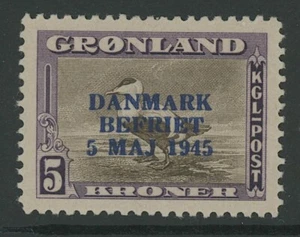 GRØNLAND
KGL-POST
DANMARK
BEFRIET
5 MAJ 1945
5 KRONER